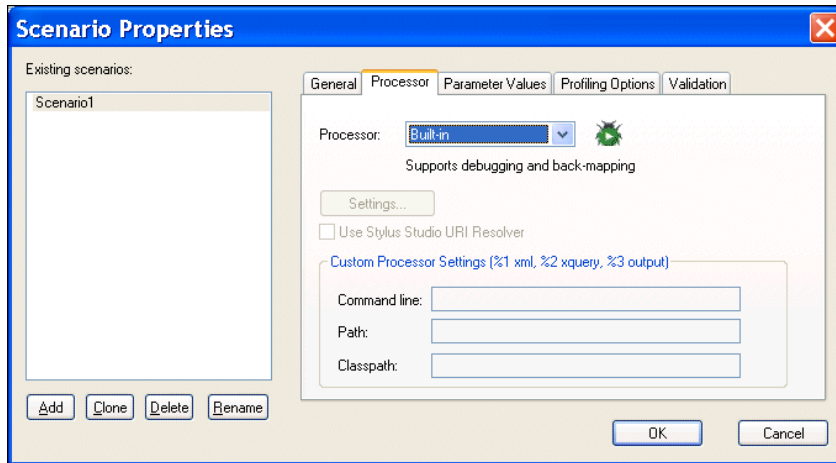 Scenario Properties
Existing scenarios:
Scenario1
Add Clone Delete Rename
General Processor Parameter Values Profiling Options Validation
Processor: Built-in
Supports debugging and back-mapping
Settings...
Use Stylus Studio URI Resolver
Custom Processor Settings (%1 xml, %2 xquery, %3 output)
Command line:
Path:
Classpath:
OK Cancel